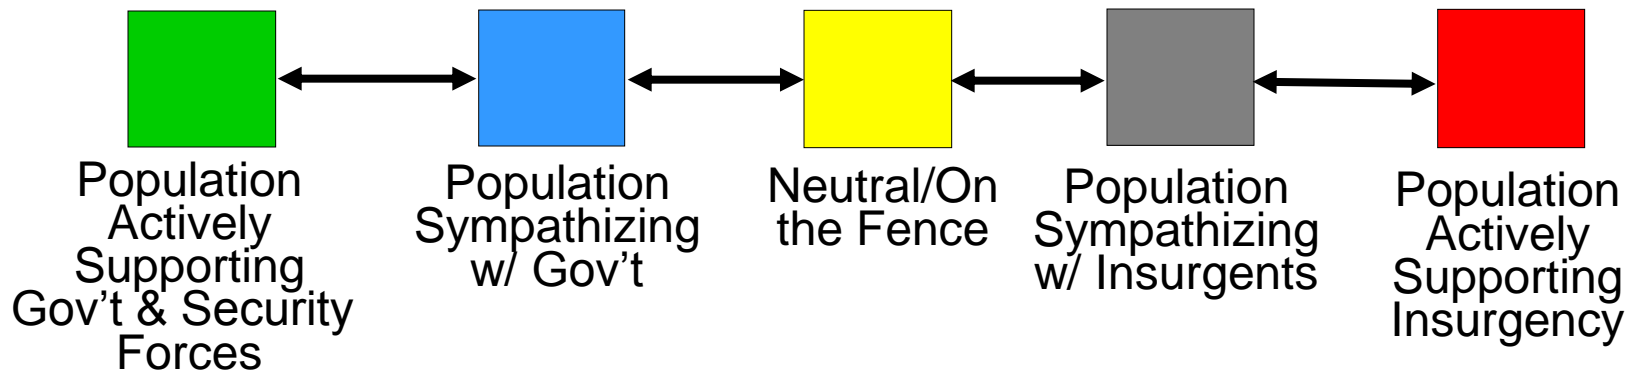 Population
Actively
Supporting
Gov’t & Security
Forces
Population
Sympathizing
w/ Gov’t
Neutral/On
the Fence
Population
Sympathizing
w/ Insurgents
Population
Actively
Supporting
Insurgency